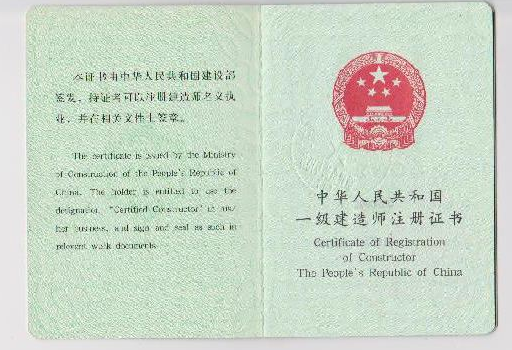 本证书由中华人民共和国建设部
签发，持证者可以注册建造师名义执
业，并在相关文件上签章。
The certificate is issued by the Ministry
of Construction of the People's Republic of
China. The holder is entitled to use the
designation "Certified Constructor" in his/
her business, and sign and seal as such in
relevent work documents.
中华人民共和国
一级建造师注册证书
Certificate of Registration
of Constructor
The People's Republic of China